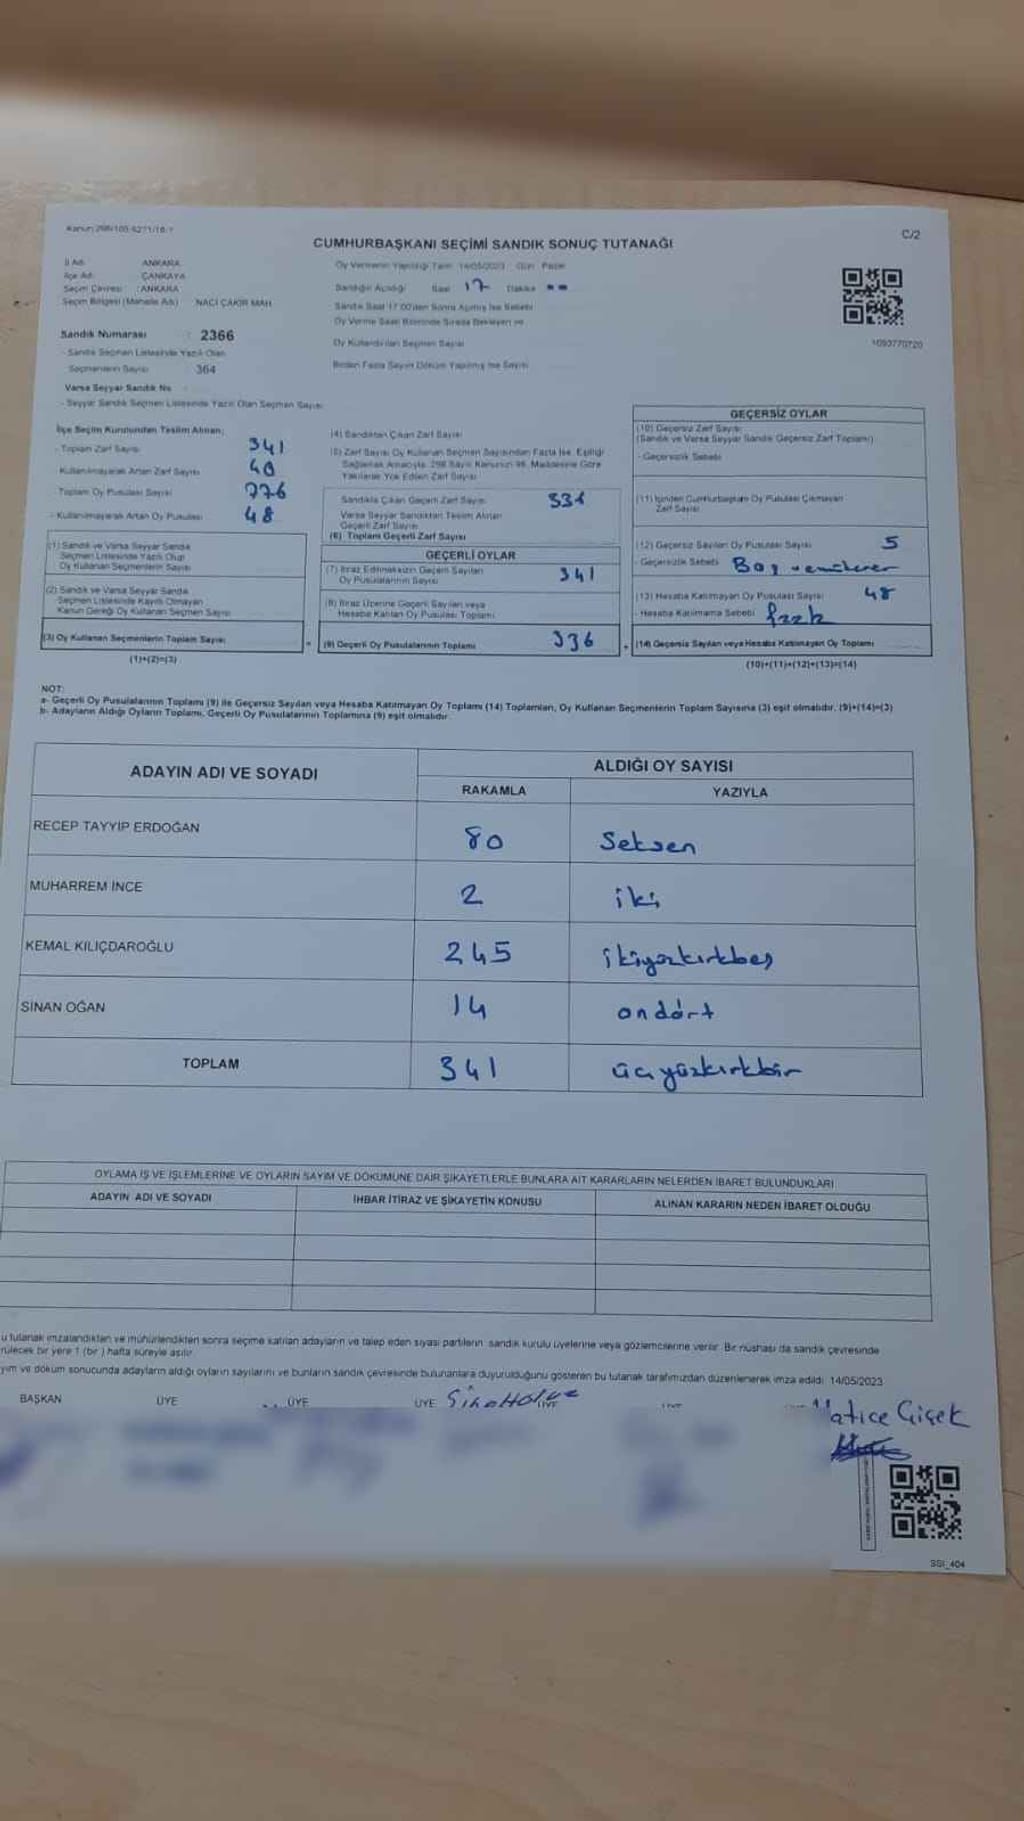 Kanun 298/105-6271/16.?
C/2
CUMHURBAŞKANI SEÇİMİ SANDIK SONUÇ TUTANAĞI
İl Adı : ANKARA
İlçe Adı : ÇANKAYA
Seçim Çevresi : ANKARA
Seçim Bölgesi (Mahalle Adı) : NACİ ÇAKIR MAH.
Sandık Numarası : 2366
- Sandık Seçmen Listesinde Yazılı Olan
Seçmenlerin Sayısı : 364
Varsa Seyyar Sandık No
- Seyyar Sandık Seçmen Listesinde Yazılı Olan Seçmen Sayısı
Oy Vermenin Yapıldığı Tarih 14/05/2023 Gün Pazar
Sandığın Açıldığı Saat 17 Dakika
Sandık Saat 17.00'den Sonra Açılmış İse Sebebi
Oy Verme Saati Bitiminde Sırada Bekleyen ve
Oy Kullandırılan Seçmen Sayısı
Birden Fazla Sayım Döküm Yapılmış İse Sayısı
1093770720
İlçe Seçim Kurulundan Teslim Alınan;
- Toplam Zarf Sayısı 341
- Kullanılmayarak Artan Zarf Sayısı 40
Toplam Oy Pusulası Sayısı 776
- Kullanılmayarak Artan Oy Pusulası 48
(1) Sandık ve Varsa Seyyar Sandık
Seçmen Listesinde Yazılı Olup
Oy Kullanan Seçmenlerin Sayısı
(2) Sandık ve Varsa Seyyar Sandık
Seçmen Listesinde Kayıtlı Olmayan
Kanun Gereği Oy Kullanan Seçmen Sayısı
(3) Oy Kullanan Seçmenlerin Toplam Sayısı
(1)+(2)=(3)
(4) Sandıktan Çıkan Zarf Sayısı
(5) Zarf Sayısı Oy Kullanan Seçmen Sayısından Fazla İse, Eşitliği
Sağlamak Amacıyla, 298 Sayılı Kanunun 98. Maddesine Göre
Yakılarak Yok Edilen Zarf Sayısı
Sandıkta Çıkan Geçerli Zarf Sayısı 331
Varsa Seyyar Sandıktan Teslim Alınan
Geçerli Zarf Sayısı
(6) Toplam Geçerli Zarf Sayısı
GEÇERLİ OYLAR
(7) İtiraz Edilmeksizin Geçerli Sayılan
Oy Pusulalarının Sayısı 341
(8) İtiraz Üzerine Geçerli Sayılan veya
Hesaba Katılan Oy Pusulası Toplamı
(9) Geçerli Oy Pusulalarının Toplamı 336
GEÇERSİZ OYLAR
(10) Geçersiz Zarf Sayısı
(Sandık ve Varsa Seyyar Sandık Geçersiz Zarf Toplamı)
- Geçersizlik Sebebi
(11) İçinden Cumhurbaşkanı Oy Pusulası Çıkmayan
Zarf Sayısı
(12) Geçersiz Sayılan Oy Pusulası Sayısı 5
- Geçersizlik Sebebi
(13) Hesaba Katılmayan Oy Pusulası Sayısı 48
- Hesaba Katılmama Sebebi
(14) Geçersiz Sayılan veya Hesaba Katılmayan Oy Toplamı
(10)+(11)+(12)+(13)=(14)
NOT:
a- Geçerli Oy Pusulalarının Toplamı (9) ile Geçersiz Sayılan veya Hesaba Katılmayan Oy Toplamı (14) Toplamları, Oy Kullanan Seçmenlerin Toplam Sayısına (3) eşit olmalıdır. (9)+(14)=(3)
b- Adayların Aldığı Oyların Toplamı, Geçerli Oy Pusulalarının Toplamına (9) eşit olmalıdır.
ADAYIN ADI VE SOYADI
ALDIĞI OY SAYISI
RAKAMLA YAZIYLA
RECEP TAYYİP ERDOĞAN 80 Seksen
MUHARREM İNCE 2 iki
KEMAL KILIÇDAROĞLU 245 ikiyüzkırkbeş
SİNAN OĞAN 14 ondört
TOPLAM 341 üçyüzkırkbir
OYLAMA İŞ VE İŞLEMLERİNE VE OYLARIN SAYIM VE DÖKÜMÜNE DAİR ŞİKAYETLERLE BUNLARA AİT KARARLARIN NELERDEN İBARET BULUNDUKLARI
ADAYIN ADI VE SOYADI İHBAR İTİRAZ VE ŞİKAYETİN KONUSU ALINAN KARARIN NEDEN İBARET OLDUĞU
u tutanak imzalandıktan ve mühürlendikten sonra seçime katılan adayların ve talep eden siyasi partilerin sandık kurulu üyelerine veya gözlemcilerine verilir. Bir nüshası da sandık çevresinde
rülecek bir yere 1 (bir ) hafta süreyle asılır.
yım ve döküm sonucunda adayların aldığı oyların sayılarını ve bunların sandık çevresinde bulunanlara duyurulduğunu gösteren bu tutanak tarafımızdan düzenlenerek imza edildi. 14/05/2023
BAŞKAN ÜYE ÜYE ÜYE
Hatice Çiçek
SSI_404